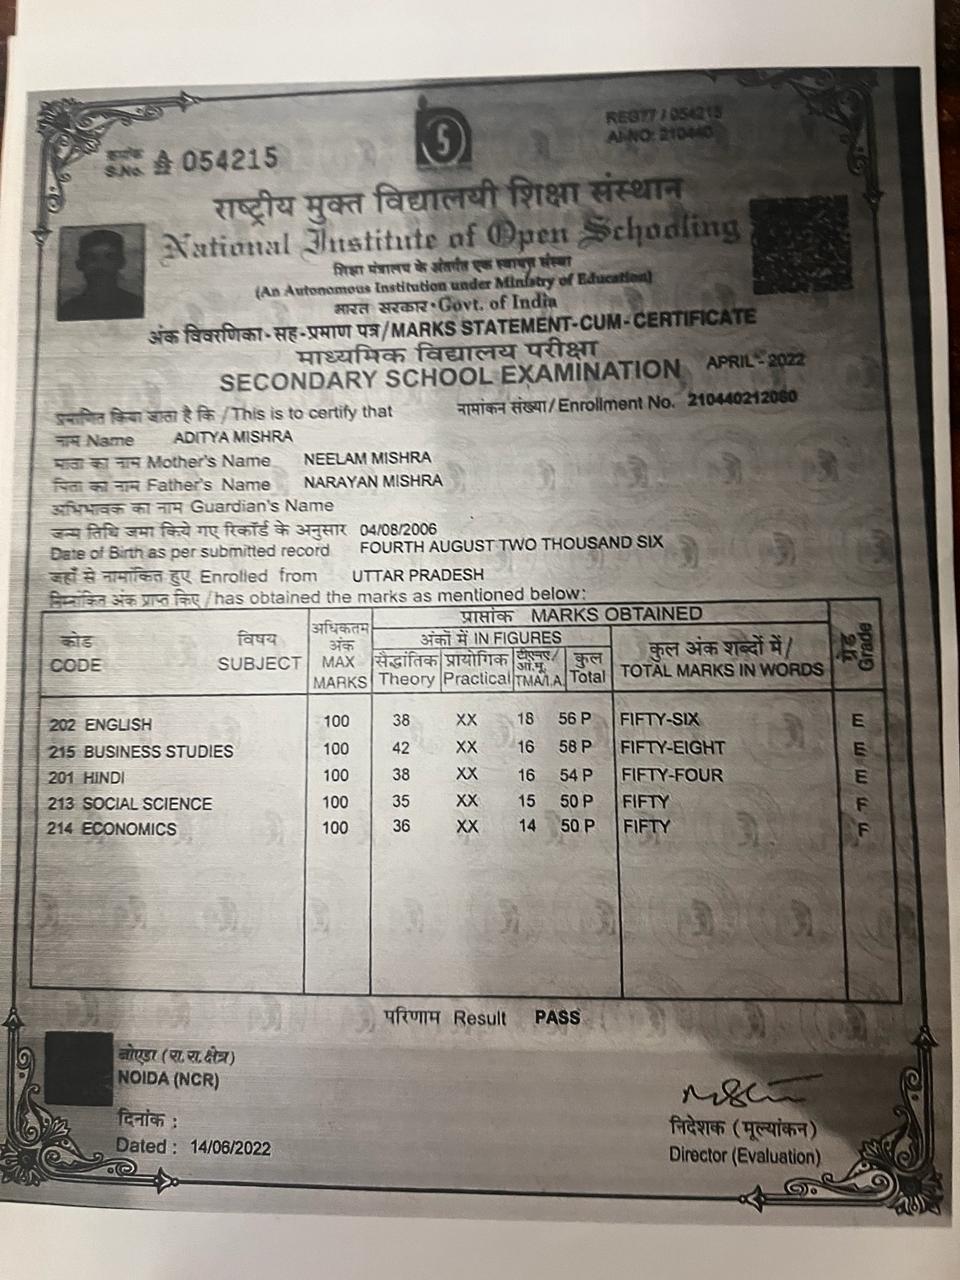 क्रमांक
S.No. A 22 054215
REG77 / 054215
AI-NO: 210440
राष्ट्रीय मुक्त विद्यालयी शिक्षा संस्थान
National Institute of Open Schooling
शिक्षा मंत्रालय के अंतर्गत एक स्वायत्त संस्था
(An Autonomous Institution under Ministry of Education)
भारत सरकार • Govt. of India
अंक विवरणिका - सह - प्रमाण पत्र / MARKS STATEMENT-CUM-CERTIFICATE
माध्यमिक विद्यालय परीक्षा
SECONDARY SCHOOL EXAMINATION APRIL - 2022
प्रमाणित किया जाता है कि / This is to certify that नामांकन संख्या / Enrollment No. 210440212060
नाम Name ADITYA MISHRA
माता का नाम Mother's Name NEELAM MISHRA
पिता का नाम Father's Name NARAYAN MISHRA
अभिभावक का नाम Guardian's Name
जन्म तिथि जमा किये गए रिकॉर्ड के अनुसार 04/08/2006
Date of Birth as per submitted record FOURTH AUGUST TWO THOUSAND SIX
जहाँ से नामांकित हुए Enrolled from UTTAR PRADESH
निम्नांकित अंक प्राप्त किए / has obtained the marks as mentioned below:
कोड CODE विषय SUBJECT अधिकतम अंक MAX MARKS प्राप्तांक MARKS OBTAINED ग्रेड Grade
अंकों में IN FIGURES कुल अंक शब्दों में / TOTAL MARKS IN WORDS
सैद्धांतिक Theory प्रायोगिक Practical टीएमए/आ.मू. TMA/I.A. कुल Total
202 ENGLISH 100 38 XX 18 56 P FIFTY-SIX E
215 BUSINESS STUDIES 100 42 XX 16 58 P FIFTY-EIGHT E
201 HINDI 100 38 XX 16 54 P FIFTY-FOUR E
213 SOCIAL SCIENCE 100 35 XX 15 50 P FIFTY F
214 ECONOMICS 100 36 XX 14 50 P FIFTY F
परिणाम Result PASS
नोएडा (रा.रा.क्षेत्र)
NOIDA (NCR)
दिनांक :
Dated : 14/06/2022
निदेशक (मूल्यांकन)
Director (Evaluation)